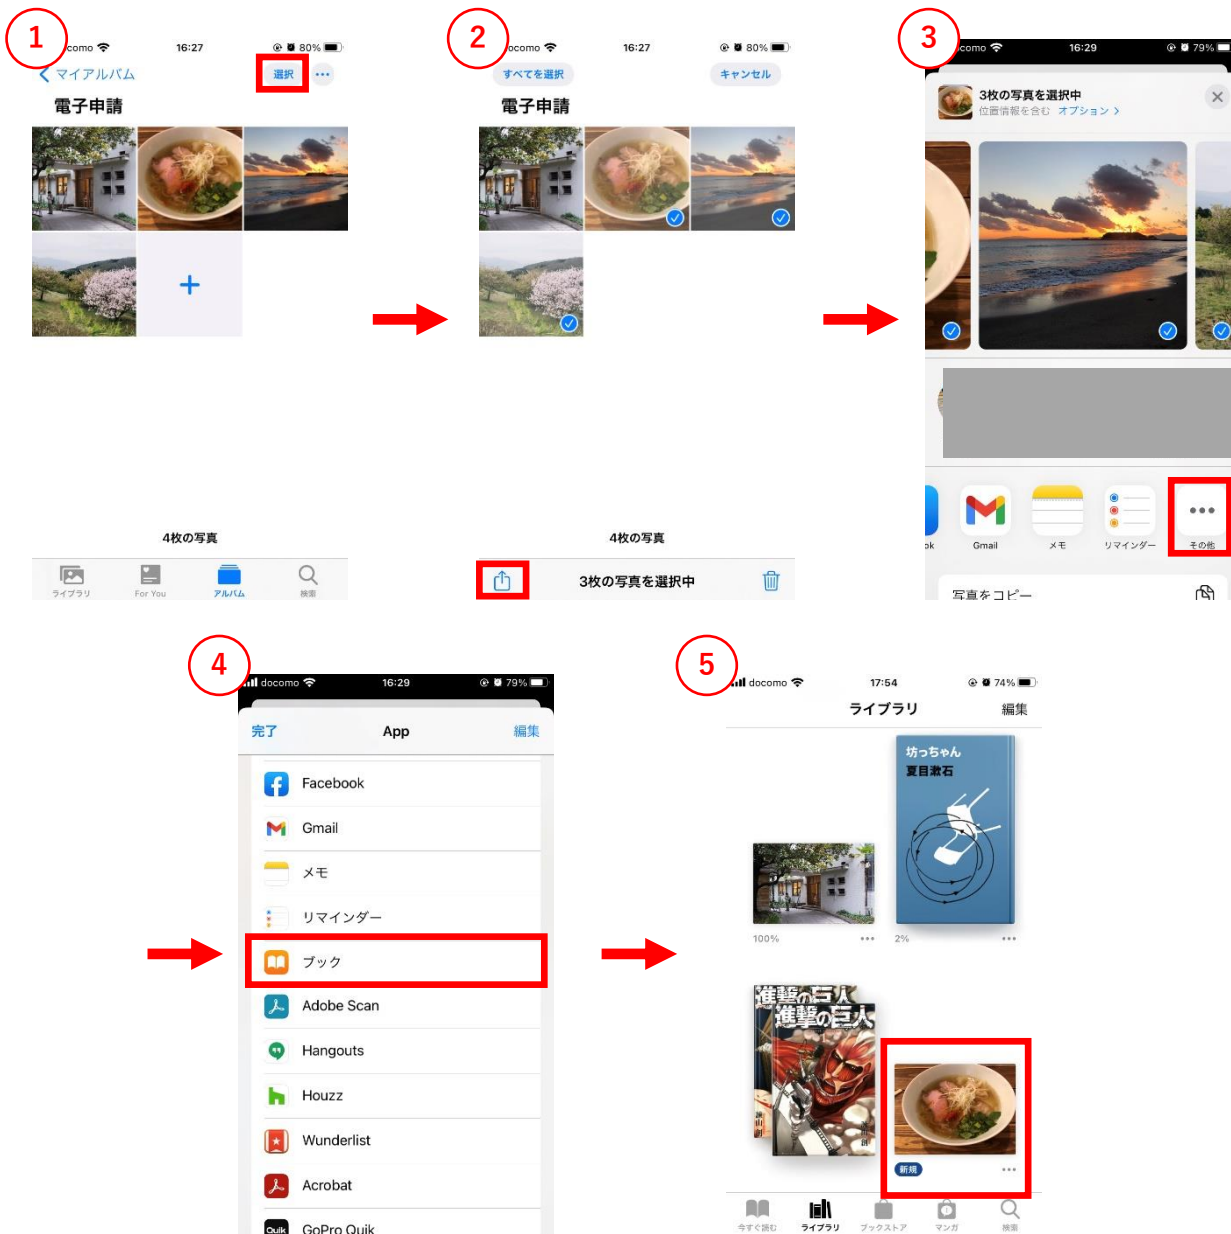 1
como 16:27 80%
マイアルバム 選択 …
電子申請
4枚の写真
ライブラリ For You アルバム 検索
2
ocomo 16:27 80%
すべてを選択 キャンセル
電子申請
4枚の写真
3枚の写真を選択中
3
como 16:29 79%
3枚の写真を選択中
位置情報を含む オプション >
ok Gmail メモ リマインダー その他
写真をコピー
4
docomo 16:29 79%
完了 App 編集
Facebook
Gmail
メモ
リマインダー
ブック
Adobe Scan
Hangouts
Houzz
Wunderlist
Acrobat
Quik GoPro Quik
5
docomo 17:54 74%
ライブラリ 編集
坊っちゃん
夏目漱石
100% … 2% …
進撃の巨人
進撃の巨人
諫山創
新規 …
今すぐ読む ライブラリ ブックストア マンガ 検索